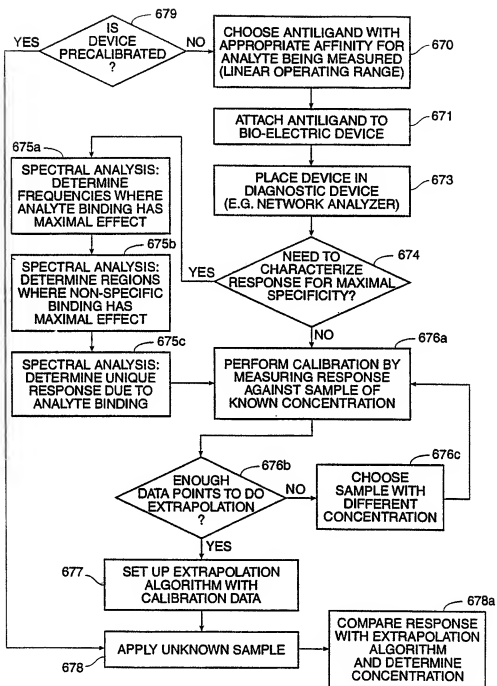 679
IS
DEVICE
PRECALIBRATED
?
YES
NO
CHOOSE ANTILIGAND WITH
APPROPRIATE AFFINITY FOR
ANALYTE BEING MEASURED
(LINEAR OPERATING RANGE)
670
ATTACH ANTILIGAND TO
BIO-ELECTRIC DEVICE
671
PLACE DEVICE IN
DIAGNOSTIC DEVICE
(E.G. NETWORK ANALYZER)
673
NEED TO
CHARACTERIZE
RESPONSE FOR MAXIMAL
SPECIFICITY?
674
YES
NO
675a
SPECTRAL ANALYSIS:
DETERMINE
FREQUENCIES WHERE
ANALYTE BINDING HAS
MAXIMAL EFFECT
675b
SPECTRAL ANALYSIS:
DETERMINE REGIONS
WHERE NON-SPECIFIC
BINDING HAS
MAXIMAL EFFECT
675c
SPECTRAL ANALYSIS:
DETERMINE UNIQUE
RESPONSE DUE TO
ANALYTE BINDING
676a
PERFORM CALIBRATION BY
MEASURING RESPONSE
AGAINST SAMPLE OF
KNOWN CONCENTRATION
676b
ENOUGH
DATA POINTS TO DO
EXTRAPOLATION
?
NO
YES
676c
CHOOSE
SAMPLE WITH
DIFFERENT
CONCENTRATION
677
SET UP EXTRAPOLATION
ALGORITHM WITH
CALIBRATION DATA
678
APPLY UNKNOWN SAMPLE
678a
COMPARE RESPONSE
WITH EXTRAPOLATION
ALGORITHM
AND DETERMINE
CONCENTRATION